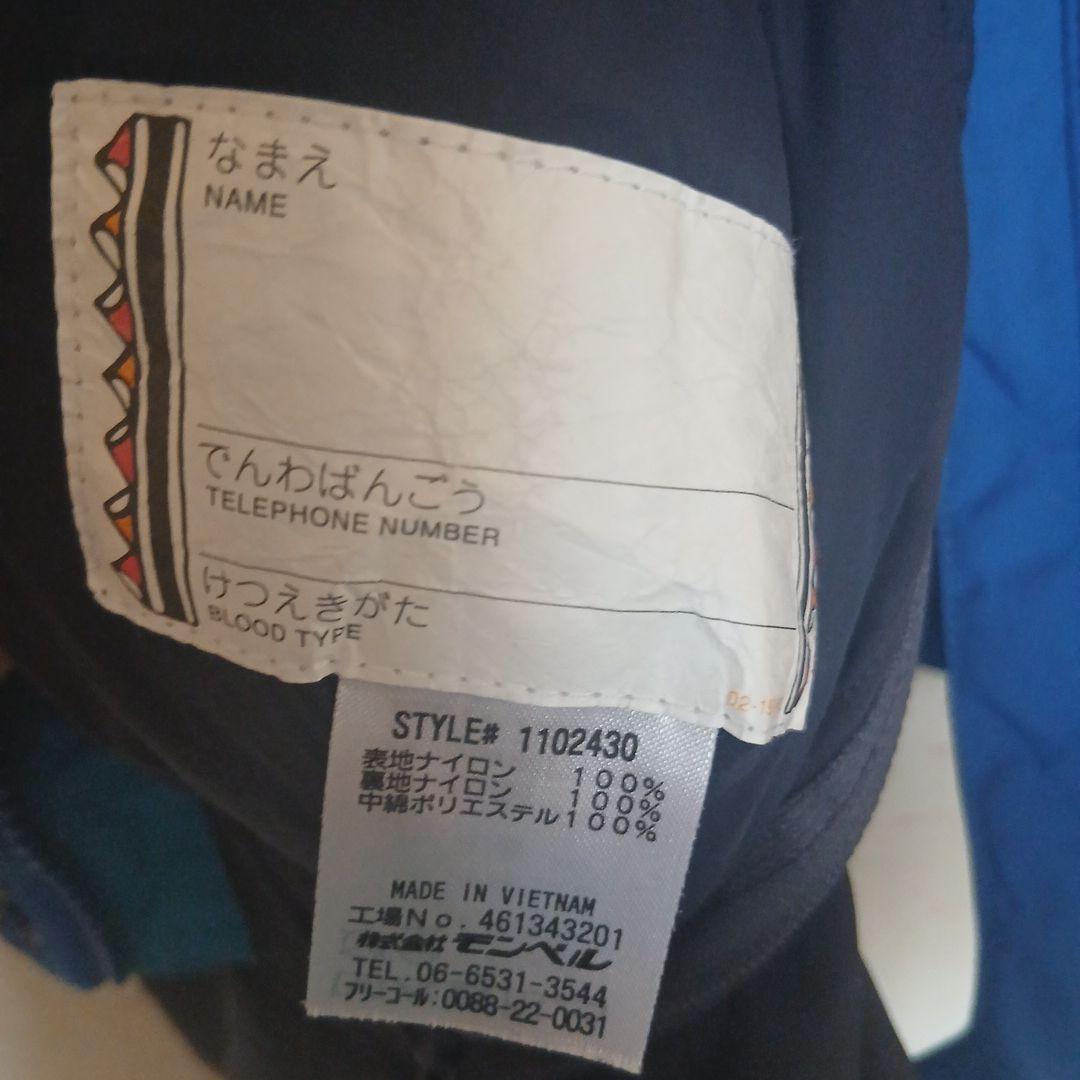 なまえ
NAME
でんわばんごう
TELEPHONE NUMBER
けつえきがた
BLOOD TYPE
STYLE# 1102430
表地ナイロン 100%
裏地ナイロン 100%
中綿ポリエステル100%
MADE IN VIETNAM
工場No. 461343201
株式会社 モンベル
TEL.06-6531-3544
フリーコール:0088-22-0031